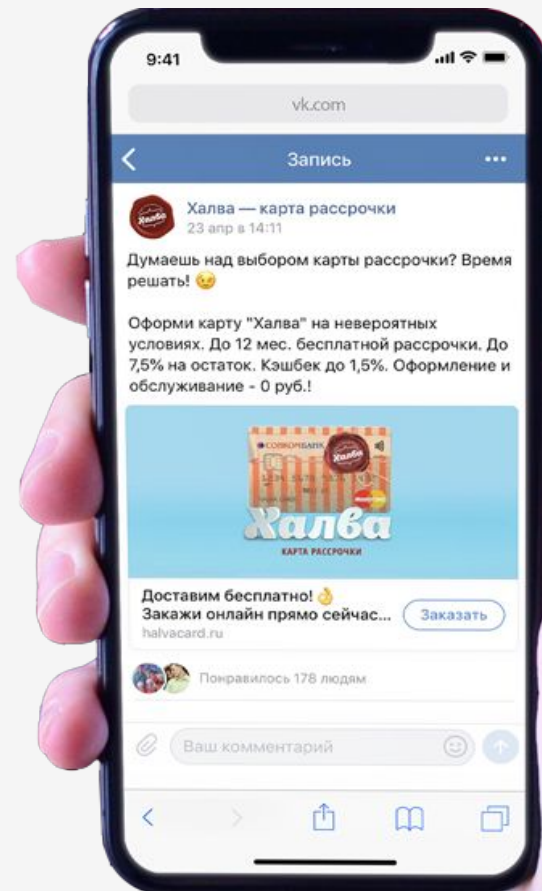 9:41
vk.com
Запись
Халва — карта рассрочки
23 апр в 14:11
Думаешь над выбором карты рассрочки? Время
решать! 😉
Оформи карту "Халва" на невероятных
условиях. До 12 мес. бесплатной рассрочки. До
7,5% на остаток. Кэшбек до 1,5%. Оформление и
обслуживание - 0 руб.!
СОВКОМБАНК
Халва
Халва
КАРТА РАССРОЧКИ
Доставим бесплатно! 👌
Закажи онлайн прямо сейчас...
Заказать
halvacard.ru
Понравилось 178 людям
Ваш комментарий